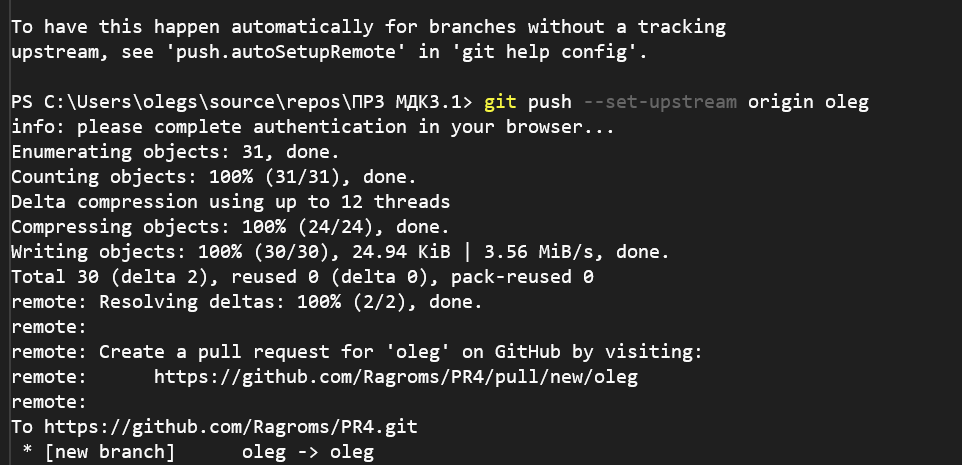 To have this happen automatically for branches without a tracking
upstream, see 'push.autoSetupRemote' in 'git help config'.
PS C:\Users\olegs\source\repos\ПР3 МДК3.1> git push --set-upstream origin oleg
info: please complete authentication in your browser...
Enumerating objects: 31, done.
Counting objects: 100% (31/31), done.
Delta compression using up to 12 threads
Compressing objects: 100% (24/24), done.
Writing objects: 100% (30/30), 24.94 KiB | 3.56 MiB/s, done.
Total 30 (delta 2), reused 0 (delta 0), pack-reused 0
remote: Resolving deltas: 100% (2/2), done.
remote:
remote: Create a pull request for 'oleg' on GitHub by visiting:
remote:      https://github.com/Ragroms/PR4/pull/new/oleg
remote:
To https://github.com/Ragroms/PR4.git
 * [new branch]      oleg -> oleg